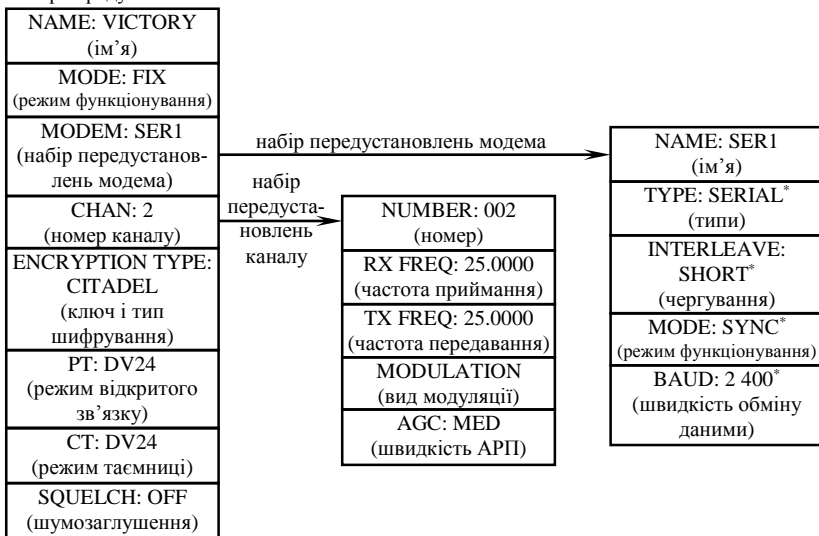 NAME: VICTORY
(ім’я)
MODE: FIX
(режим функціонування)
MODEM: SER1
(набір передустанов-
лень модема)
CHAN: 2
(номер каналу)
ENCRYPTION TYPE:
CITADEL
(ключ і тип
шифрування)
PT: DV24
(режим відкритого
зв’язку)
CT: DV24
(режим таємниці)
SQUELCH: OFF
(шумозаглушення)
набір передустановлень модема
набір
передуста-
новлень
каналу
NUMBER: 002
(номер)
RX FREQ: 25.0000
(частота приймання)
TX FREQ: 25.0000
(частота передавання)
MODULATION
(вид модуляції)
AGC: MED
(швидкість АРП)
NAME: SER1
(ім’я)
TYPE: SERIAL*
(типи)
INTERLEAVE:
SHORT*
(чергування)
MODE: SYNC*
(режим функціонування)
BAUD: 2 400*
(швидкість обміну
даними)